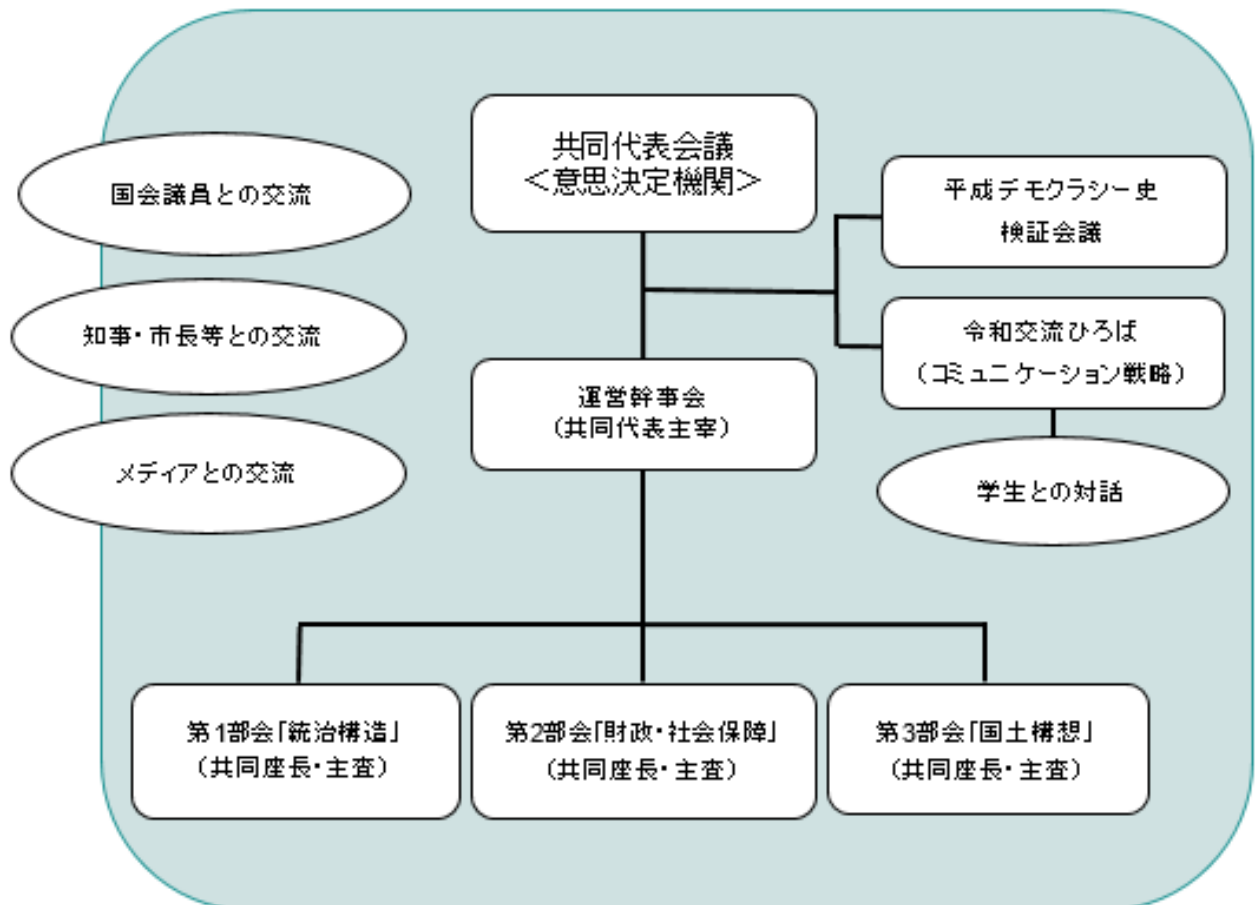 共同代表会議
＜意思決定機関＞
国会議員との交流
平成デモクラシー史
検証会議
知事・市長等との交流
令和交流ひろば
（コミュニケーション戦略）
運営幹事会
（共同代表主宰）
メディアとの交流
学生との対話
第1部会「統治構造」
（共同座長・主査）
第2部会「財政・社会保障」
（共同座長・主査）
第3部会「国土構想」
（共同座長・主査）